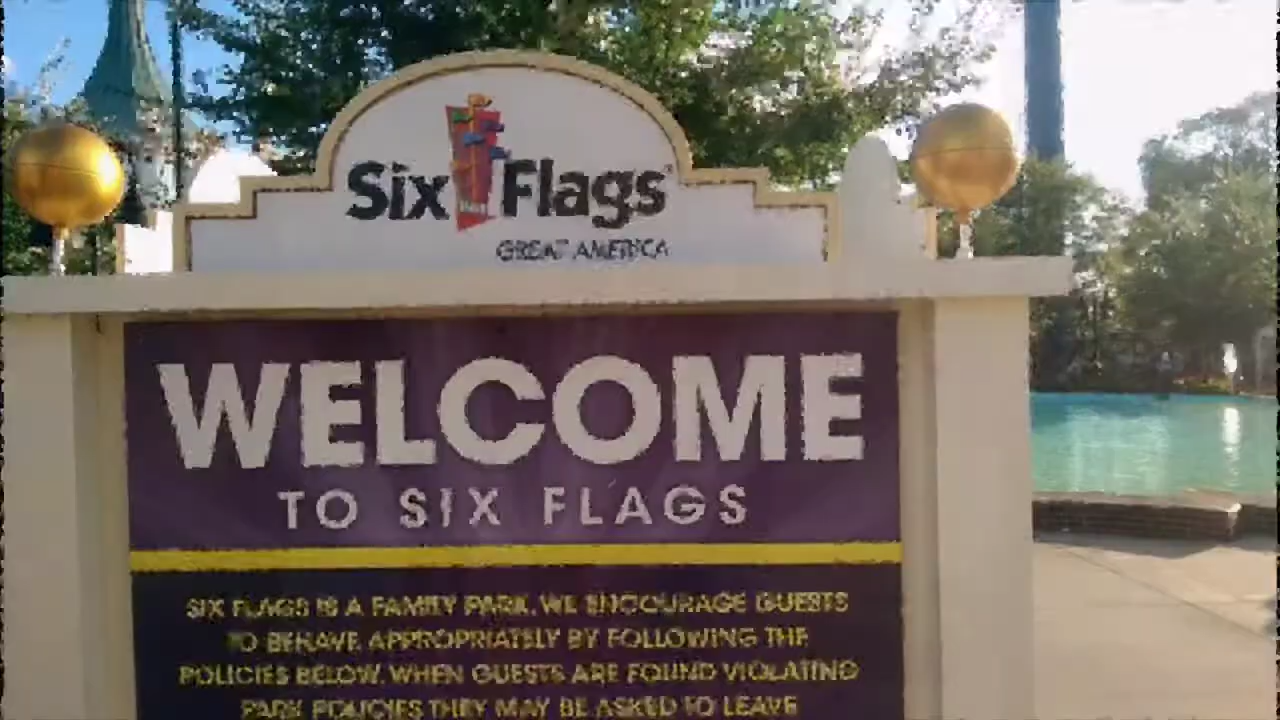 Six Flags
GREAT AMERICA
WELCOME
TO SIX FLAGS
SIX FLAGS IS A FAMILY PARK. WE ENCOURAGE GUESTS
TO BEHAVE APPROPRIATELY BY FOLLOWING THE
POLICIES BELOW. WHEN GUESTS ARE FOUND VIOLATING
PARK POLICIES THEY MAY BE ASKED TO LEAVE